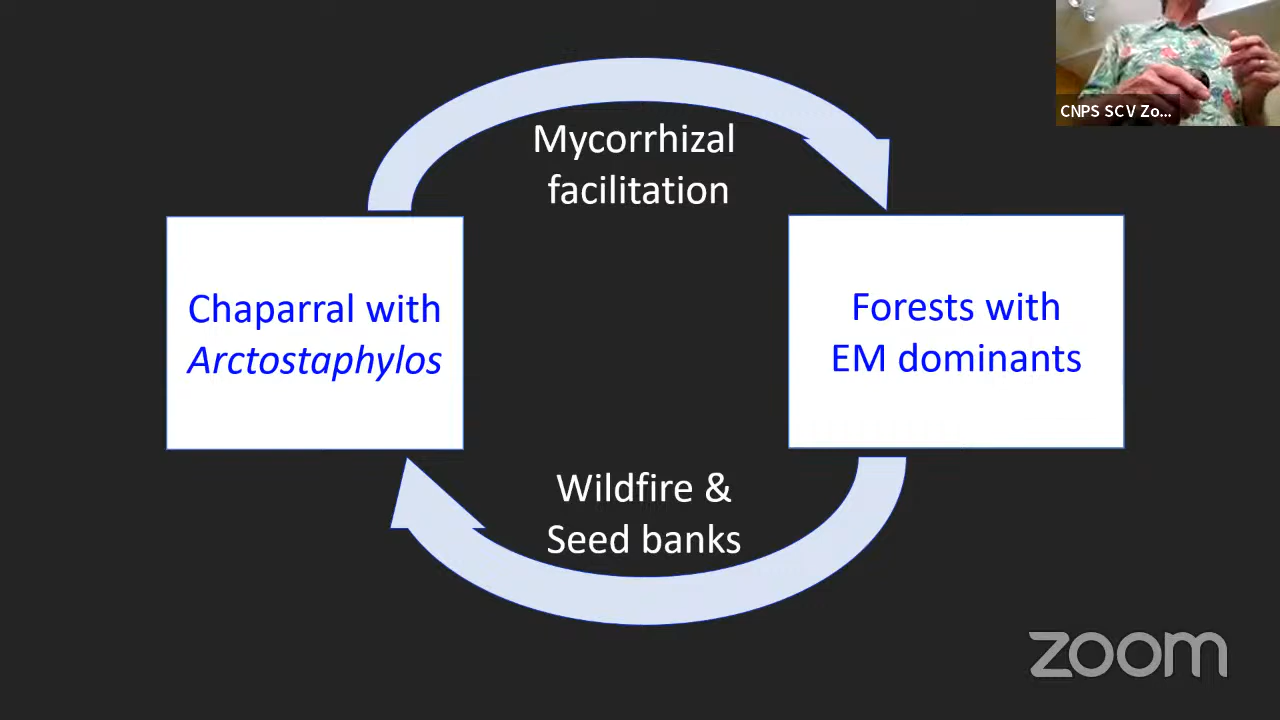 CNPS SCV Zo...
Mycorrhizal
facilitation
Chaparral with
Arctostaphylos
Forests with
EM dominants
Wildfire &
Seed banks
zoom